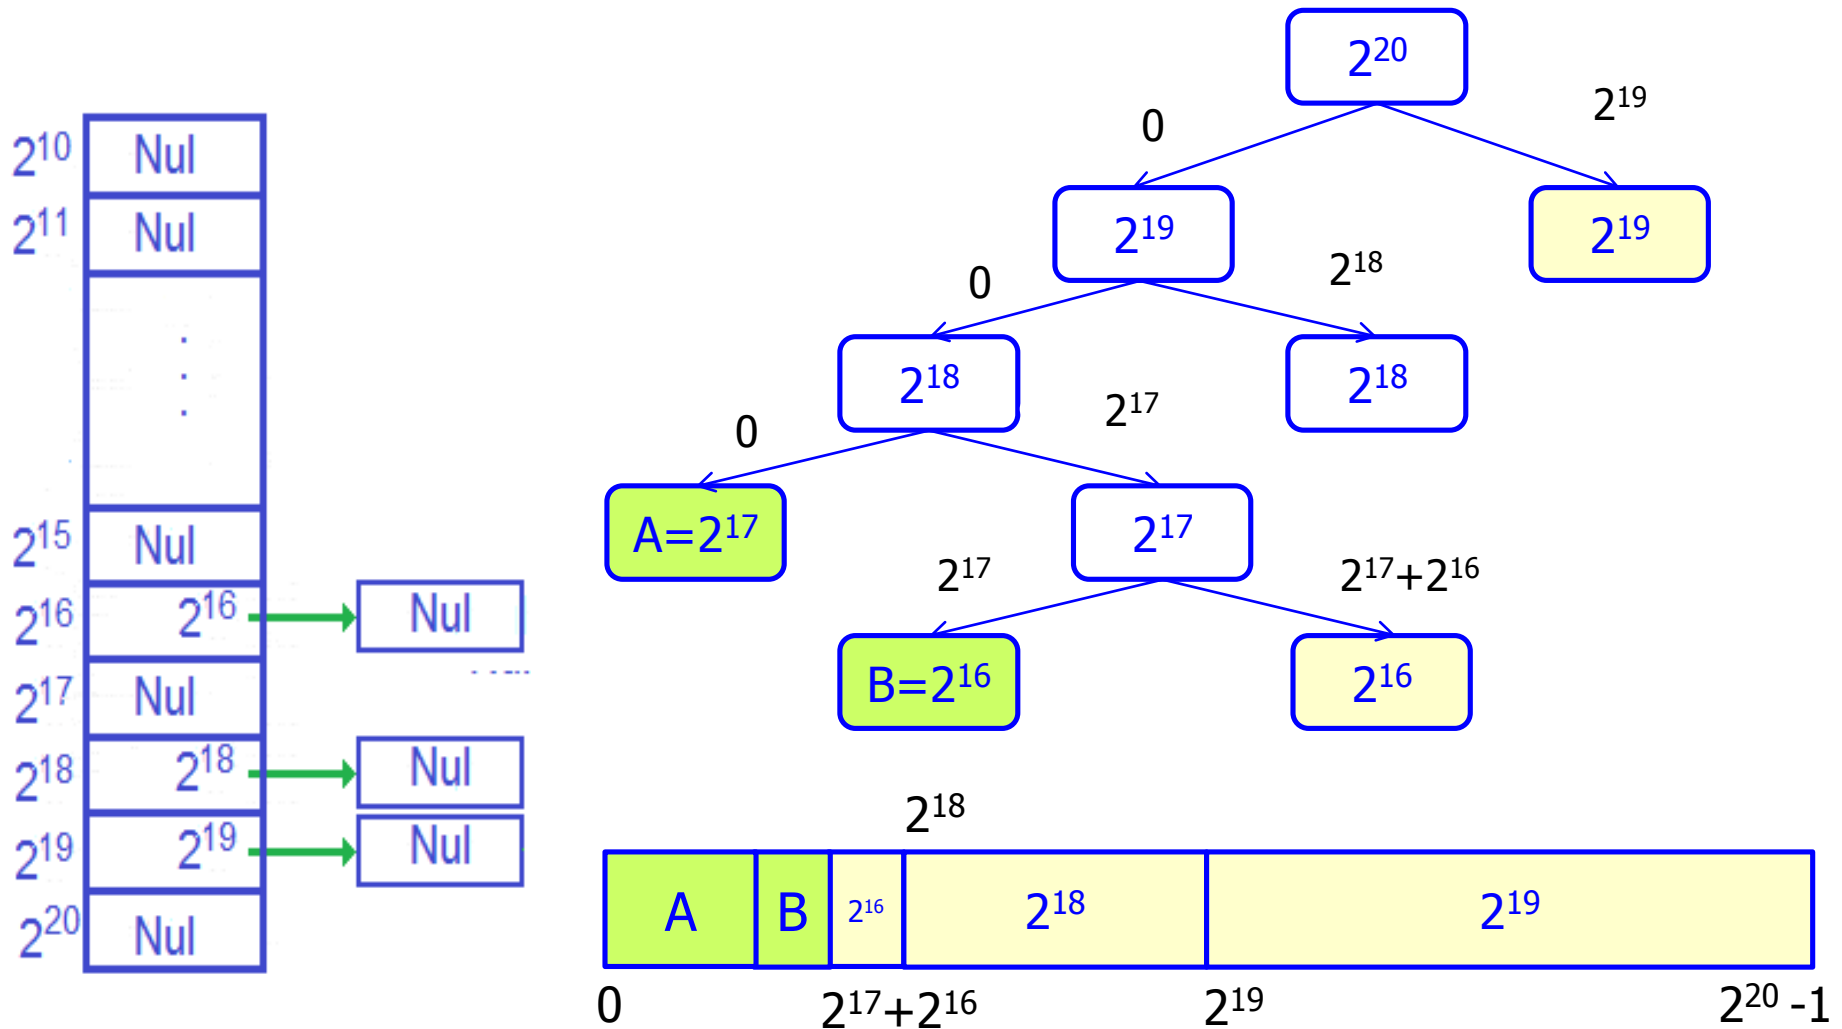 2^10 Nul
2^11 Nul
.
.
.
2^15 Nul
2^16 2^16 Nul
2^17 Nul
2^18 2^18 Nul
2^19 2^19 Nul
2^20 Nul
2^20
0 2^19
2^19 2^19
0 2^18
2^18 2^18
0 2^17
A=2^17 2^17
2^17 2^17+2^16
B=2^16 2^16
2^18
A B 2^16 2^18 2^19
0 2^17+2^16 2^19 2^20 -1